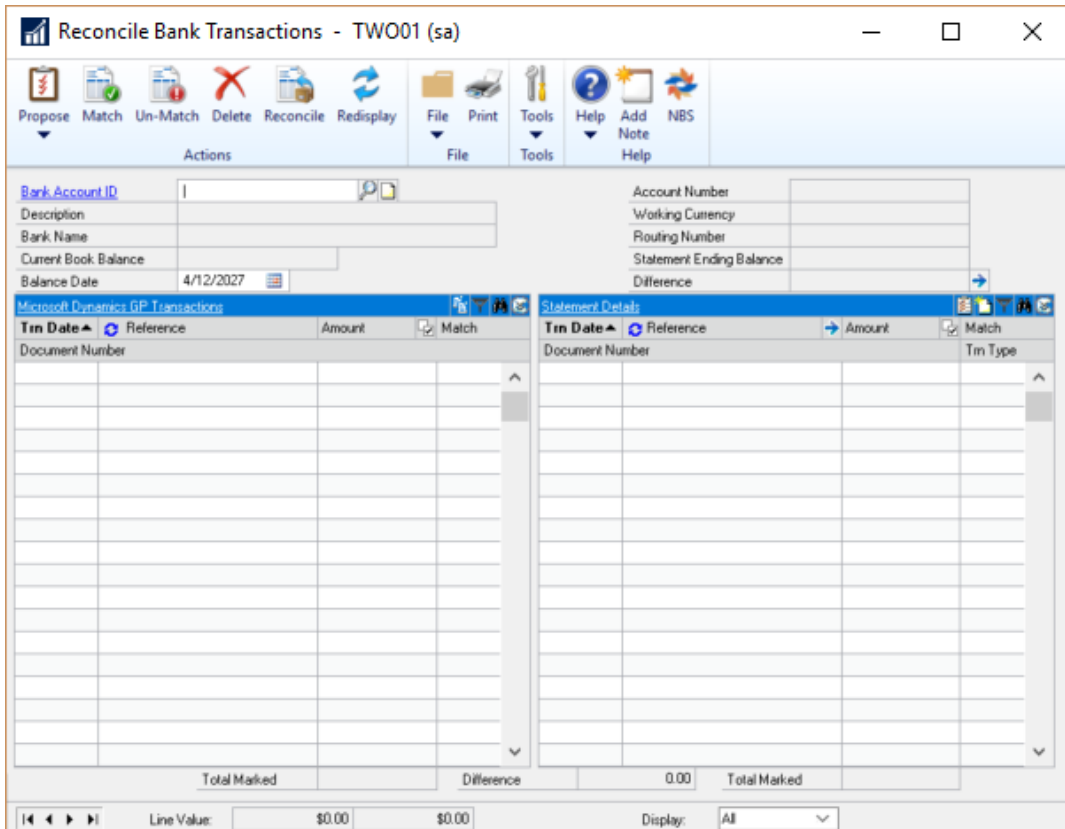 Reconcile Bank Transactions - TWO01 (sa)
Propose Match Un-Match Delete Reconcile Redisplay File Print Tools Help Add Note NBS
Actions File Tools Help
Bank Account ID Account Number
Description Working Currency
Bank Name Routing Number
Current Book Balance Statement Ending Balance
Balance Date 4/12/2027 Difference
Microsoft Dynamics GP Transactions Statement Details
Trn Date Reference Amount Match Trn Date Reference Amount Match
Document Number Document Number Trn Type
Total Marked Difference 0.00 Total Marked
Line Value: $0.00 $0.00 Display: All